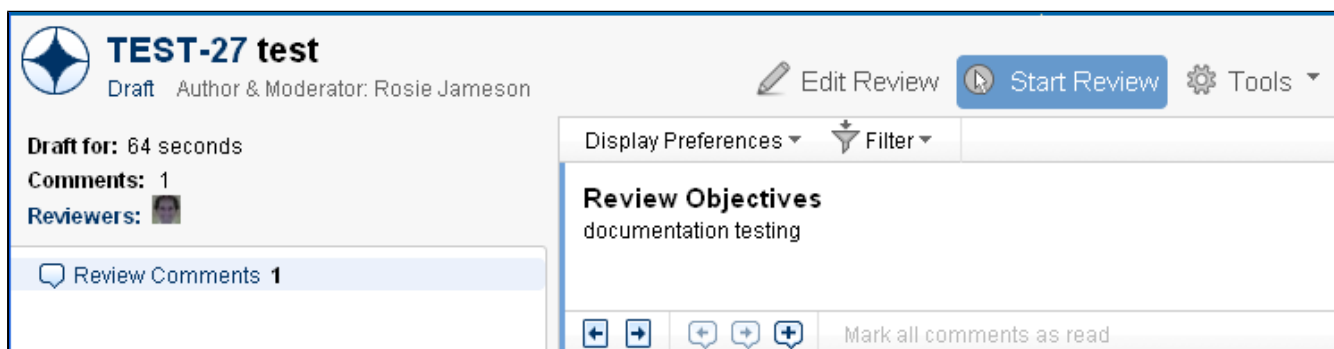 TEST-27 test
Draft Author & Moderator: Rosie Jameson
Edit Review Start Review Tools
Draft for: 64 seconds
Comments: 1
Reviewers:
Review Comments 1
Display Preferences Filter
Review Objectives
documentation testing
Mark all comments as read